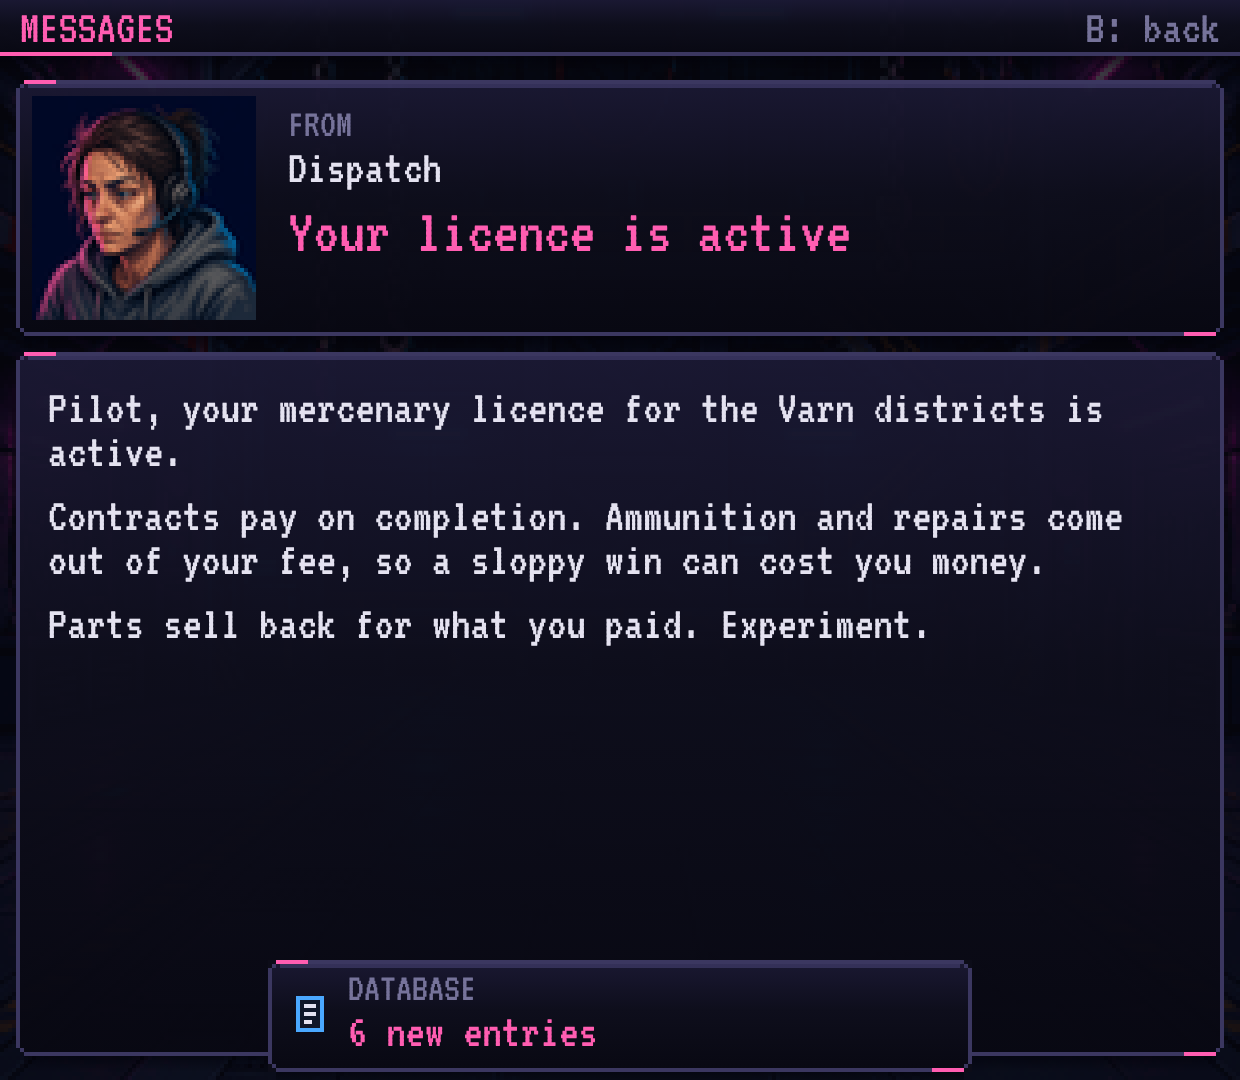 MESSAGES
B: back
FROM
Dispatch
Your licence is active
Pilot, your mercenary licence for the Varn districts is
active.
Contracts pay on completion. Ammunition and repairs come
out of your fee, so a sloppy win can cost you money.
Parts sell back for what you paid. Experiment.
DATABASE
6 new entries